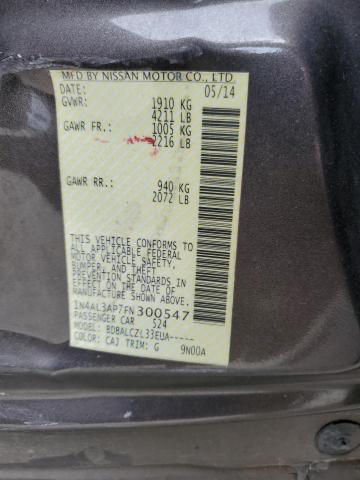 MFD BY NISSAN MOTOR CO., LTD
05/14
GVWR: 1910 KG
4211 LB
GAWR FR.: 1005 KG
2216 LB
GAWR RR.: 940 KG
2072 LB
THIS VEHICLE CONFORMS TO
ALL APPLICABLE FEDERAL
MOTOR VEHICLE SAFETY,
BUMPER, AND THEFT
PREVENTION STANDARDS IN
EFFECT ON THE DATE OF
MANUFACTURE SHOWN ABOVE.
1N4AL3AP7FN300547
PASSENGER CAR 524
MODEL: BDBALCZL33EUA-----
COLOR: CAJ TRIM: G 9N00A